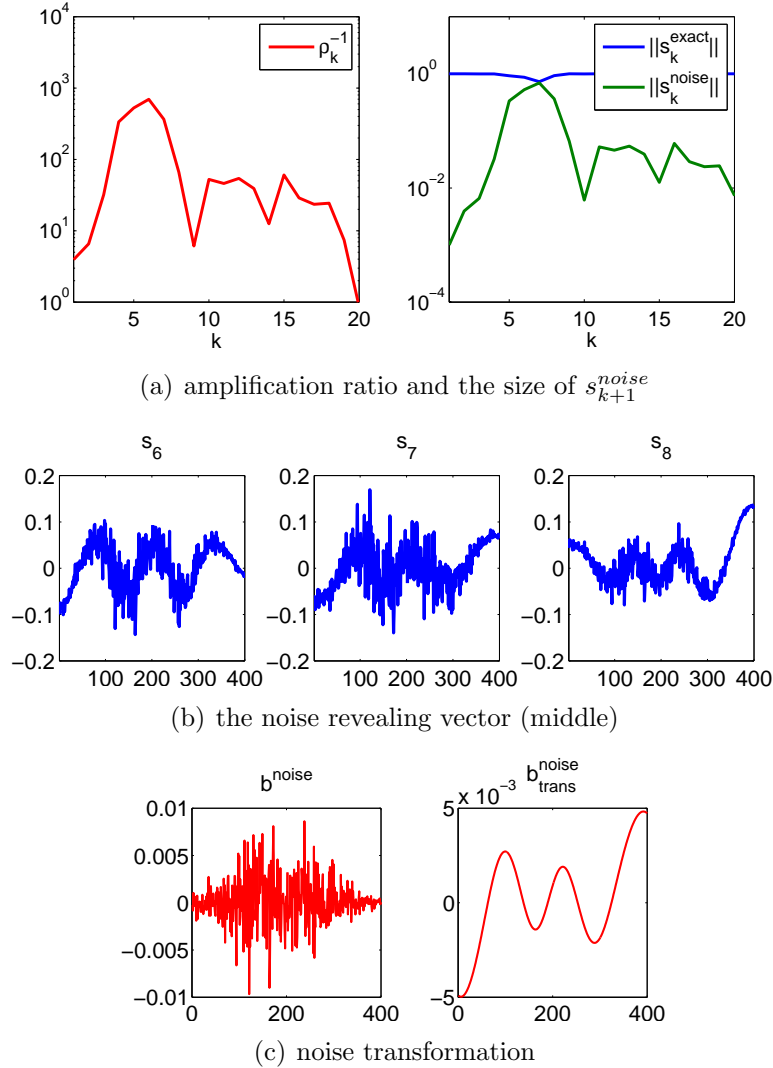 10^4
10^3
10^2
10^1
10^0
5
10
15
20
k
ρ_k^{-1}
10^0
10^{-2}
10^{-4}
5
10
15
20
k
||s_k^{exact}||
||s_k^{noise}||
(a) amplification ratio and the size of s_{k+1}^{noise}
s_6
0.2
0.1
0
−0.1
−0.2
100 200 300 400
s_7
0.2
0.1
0
−0.1
−0.2
100 200 300 400
s_8
0.2
0.1
0
−0.1
−0.2
100 200 300 400
(b) the noise revealing vector (middle)
b^{noise}
0.01
0.005
0
−0.005
−0.01
0 200 400
b_{trans}^{noise}
x 10^{−3}
5
0
−5
0 200 400
(c) noise transformation